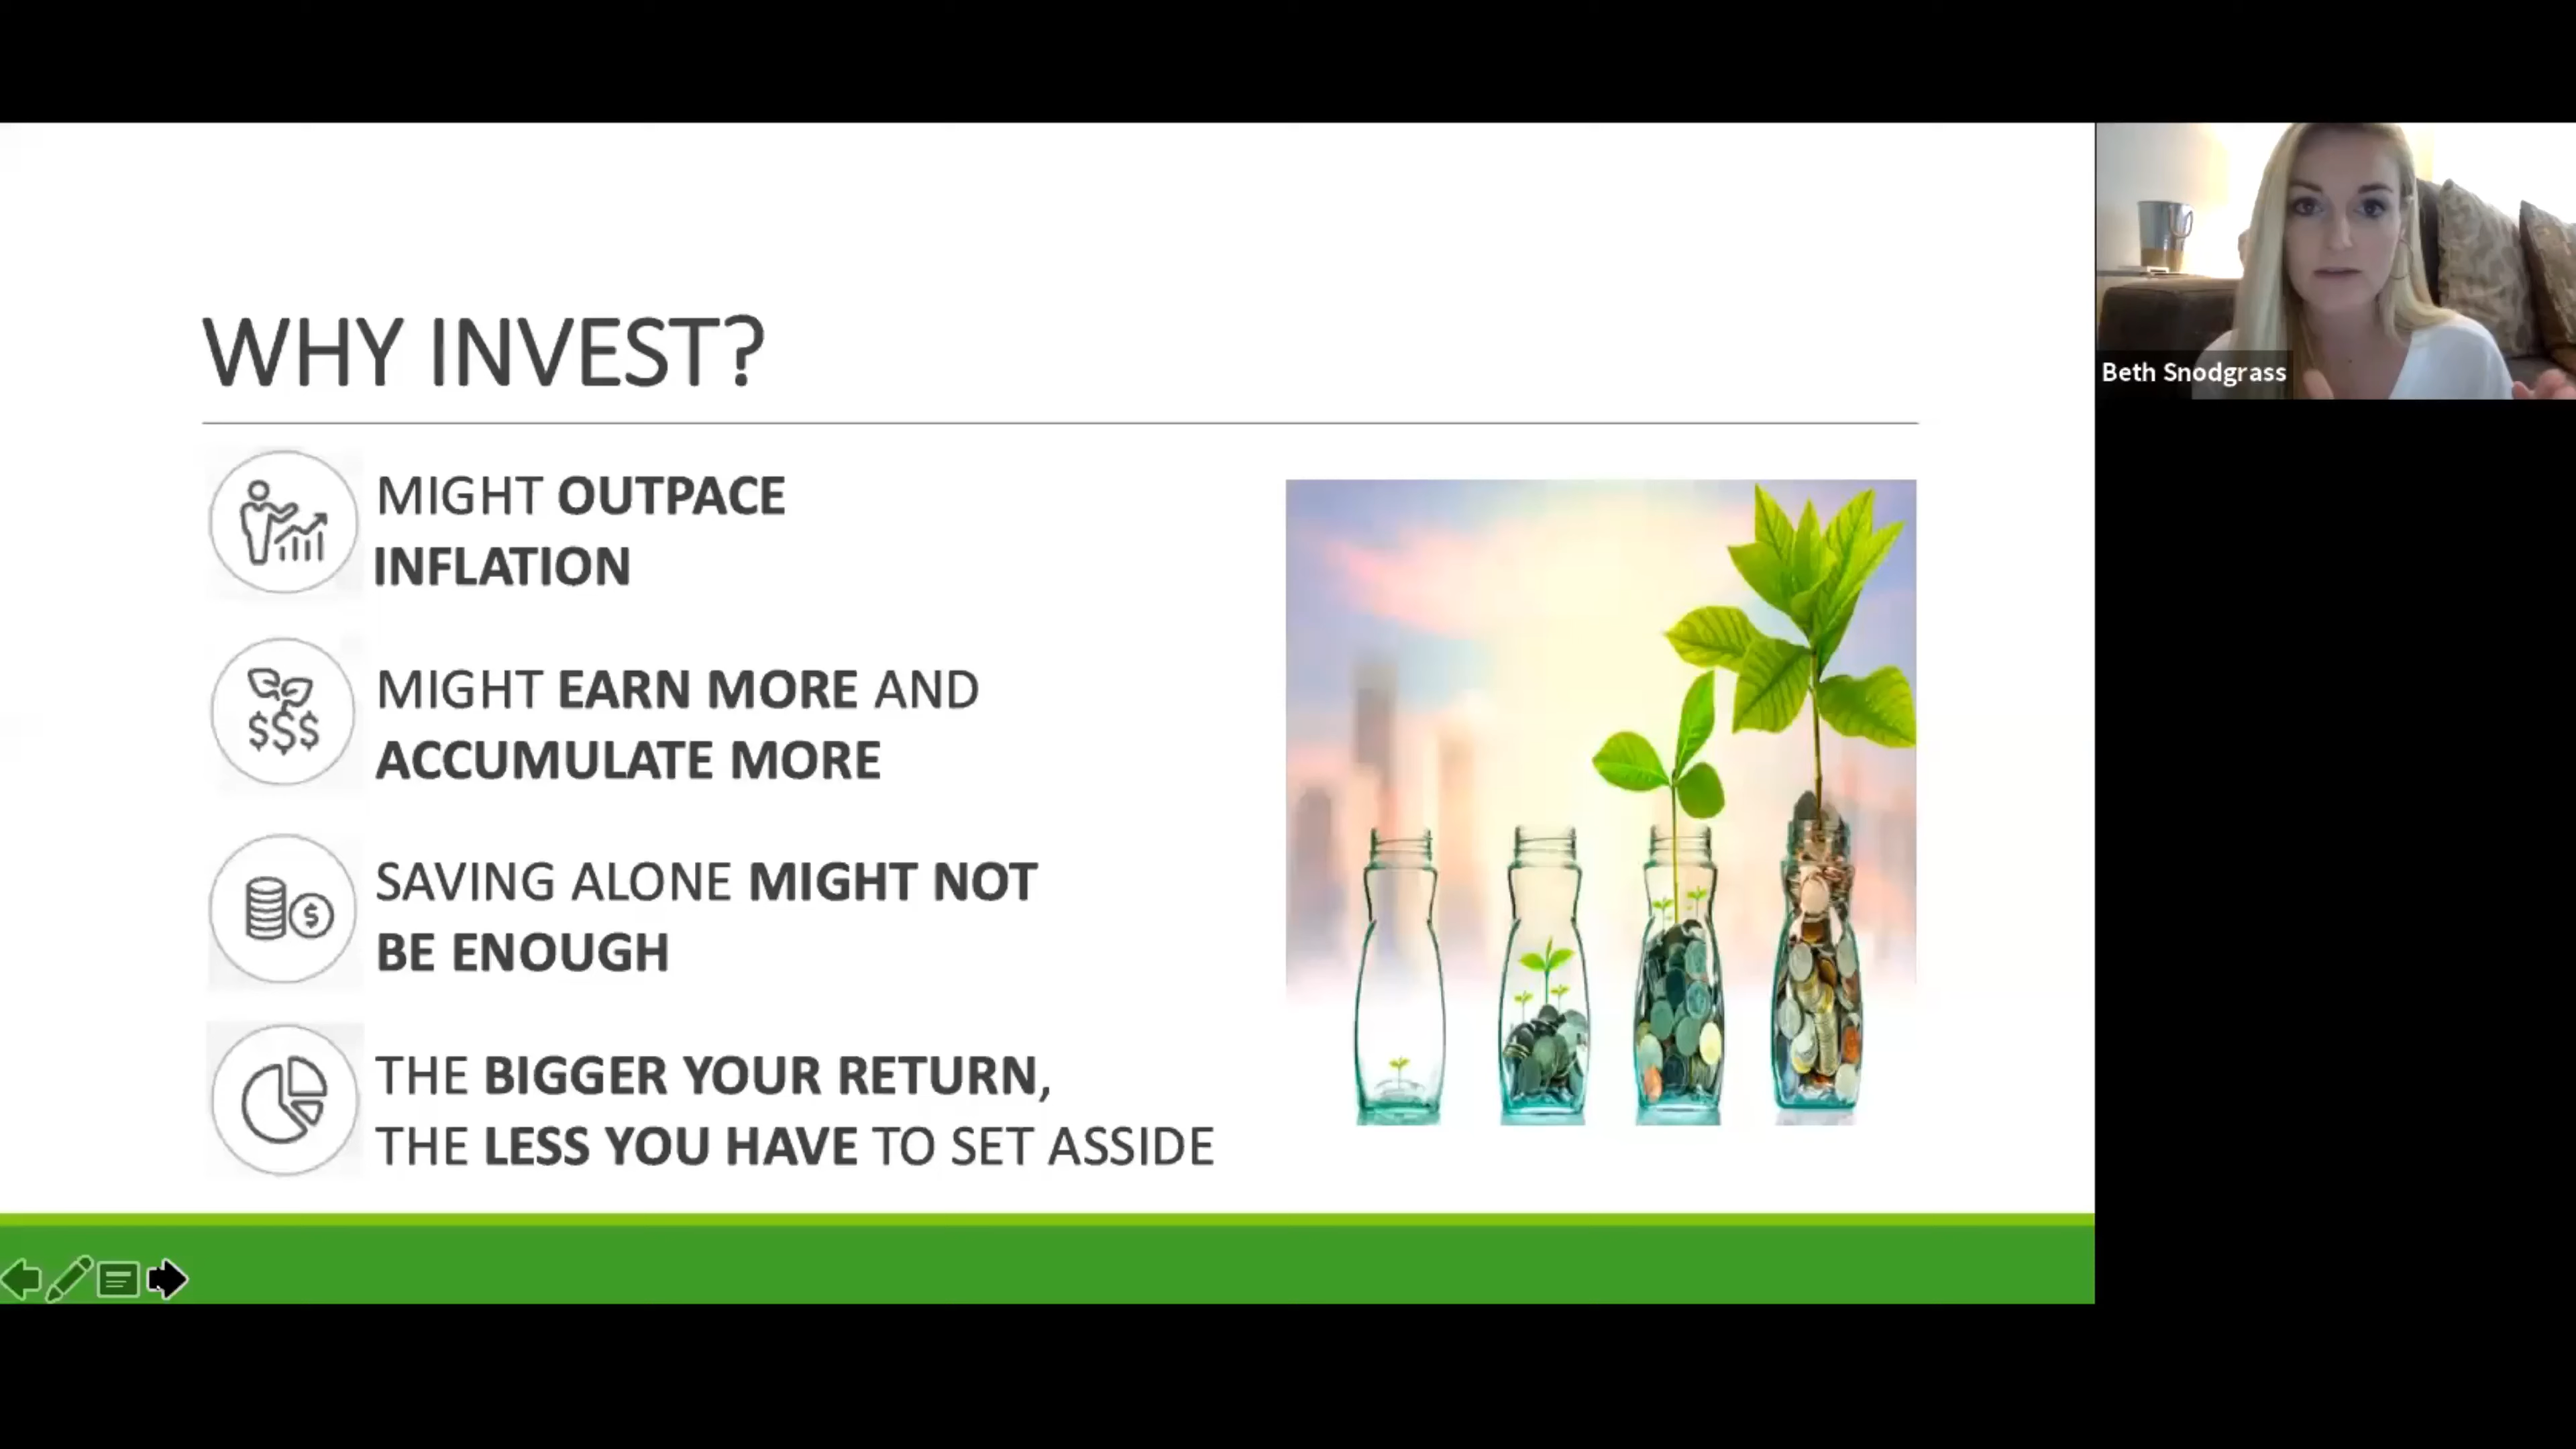 WHY INVEST?
MIGHT OUTPACE
INFLATION
$$$
MIGHT EARN MORE AND
ACCUMULATE MORE
$
SAVING ALONE MIGHT NOT
BE ENOUGH
THE BIGGER YOUR RETURN,
THE LESS YOU HAVE TO SET ASSIDE
Beth Snodgrass